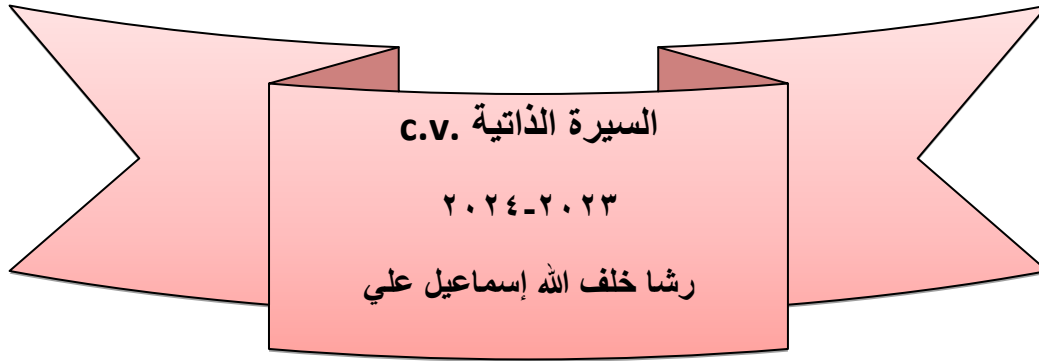 السيرة الذاتية .c.v
٢٠٢٣-٢٠٢٤
رشا خلف الله إسماعيل علي